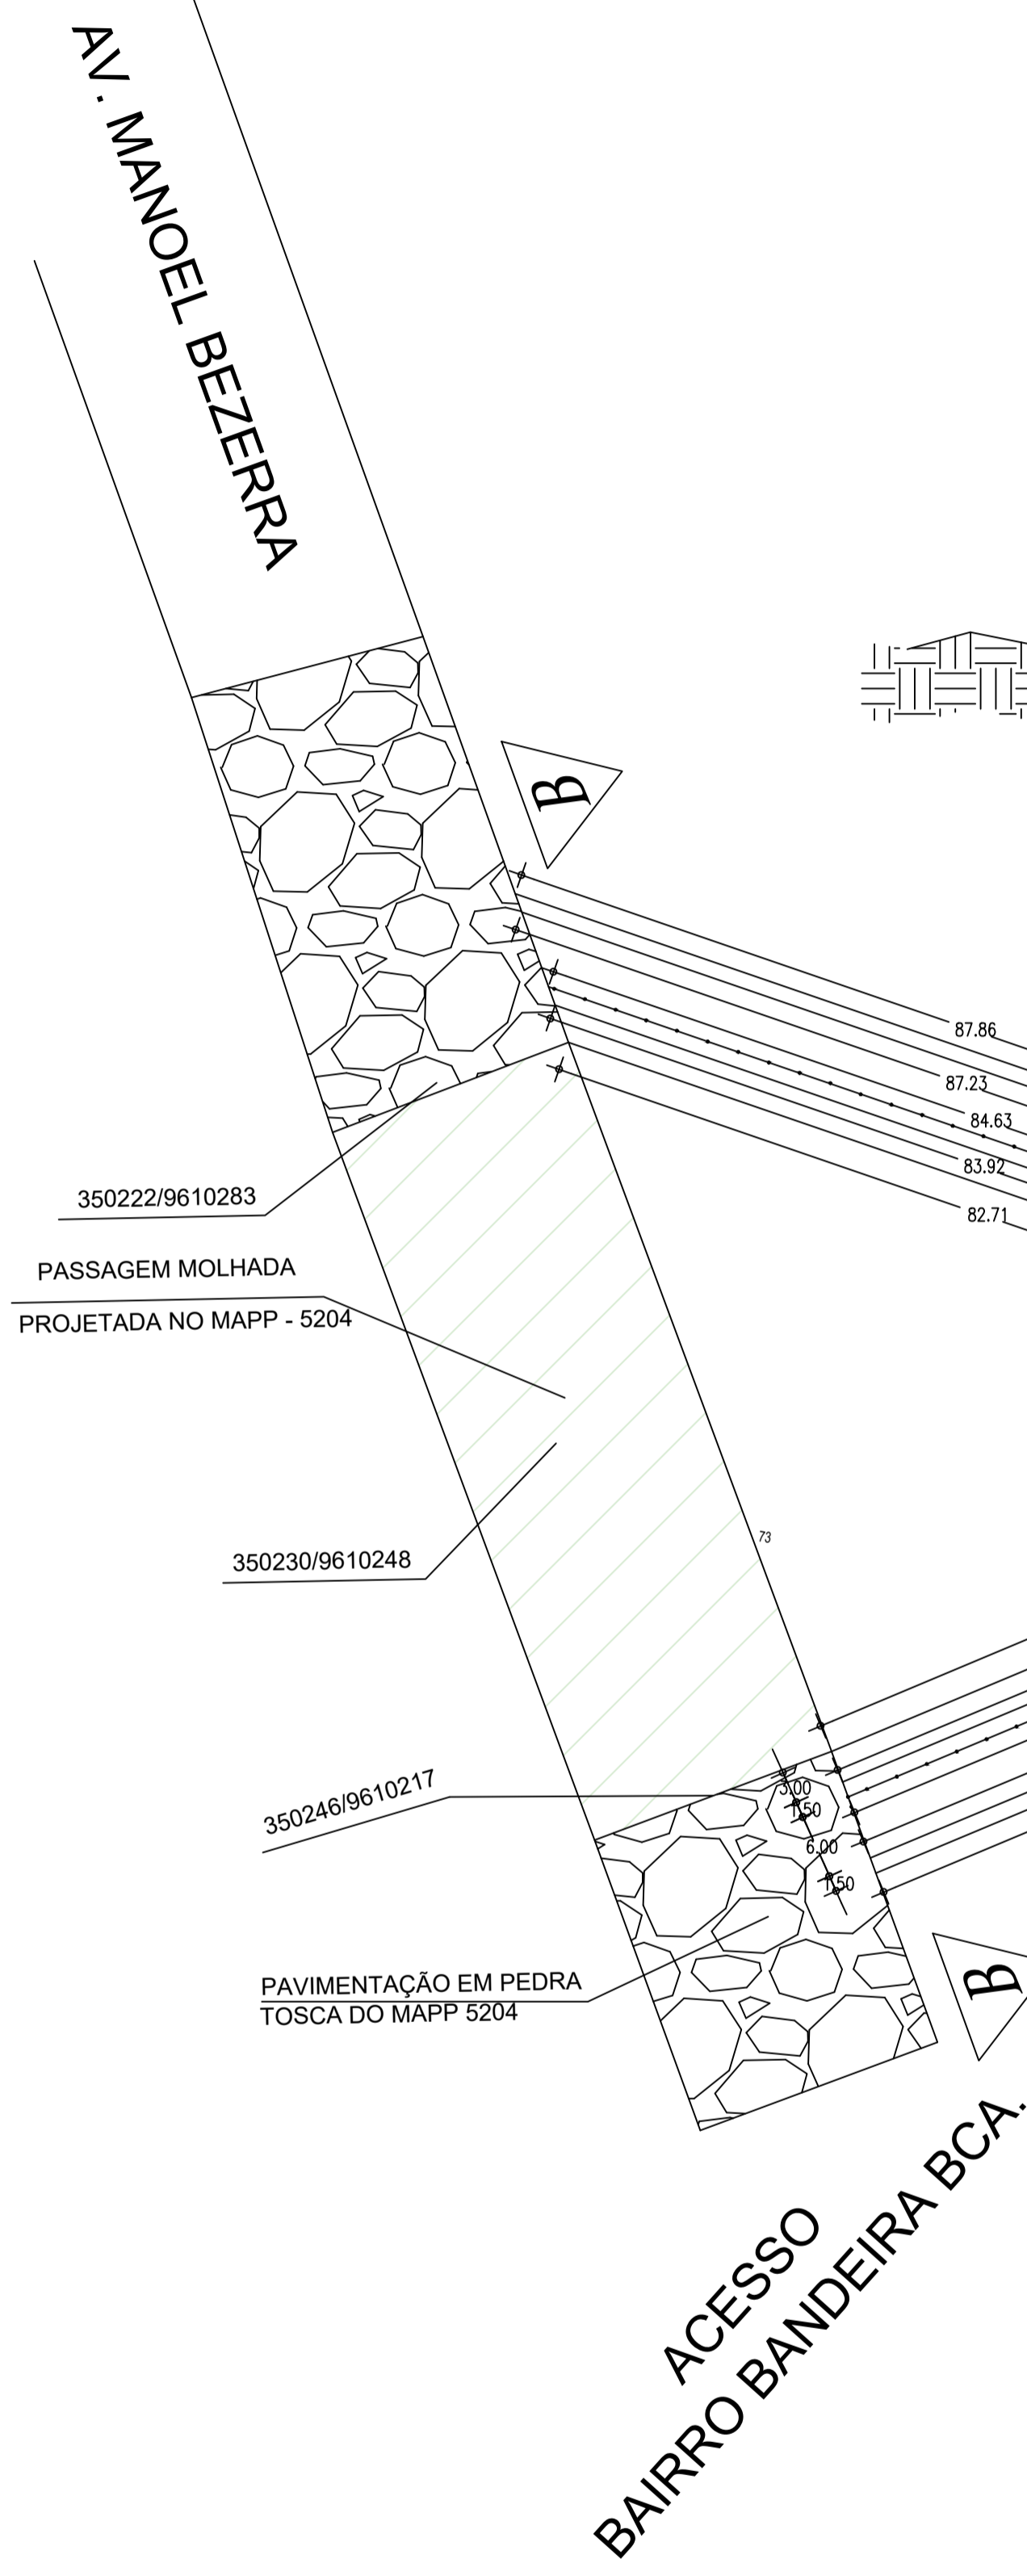 AV. MANOEL BEZERRA
B
87.86
87.23
84.63
83.92
82.71
350222/9610283
PASSAGEM MOLHADA
PROJETADA NO MAPP - 5204
73
350230/9610248
350246/9610217
3.00
1.50
6.00
1.50
PAVIMENTAÇÃO EM PEDRA
TOSCA DO MAPP 5204
B
ACESSO
BAIRRO BANDEIRA BCA.